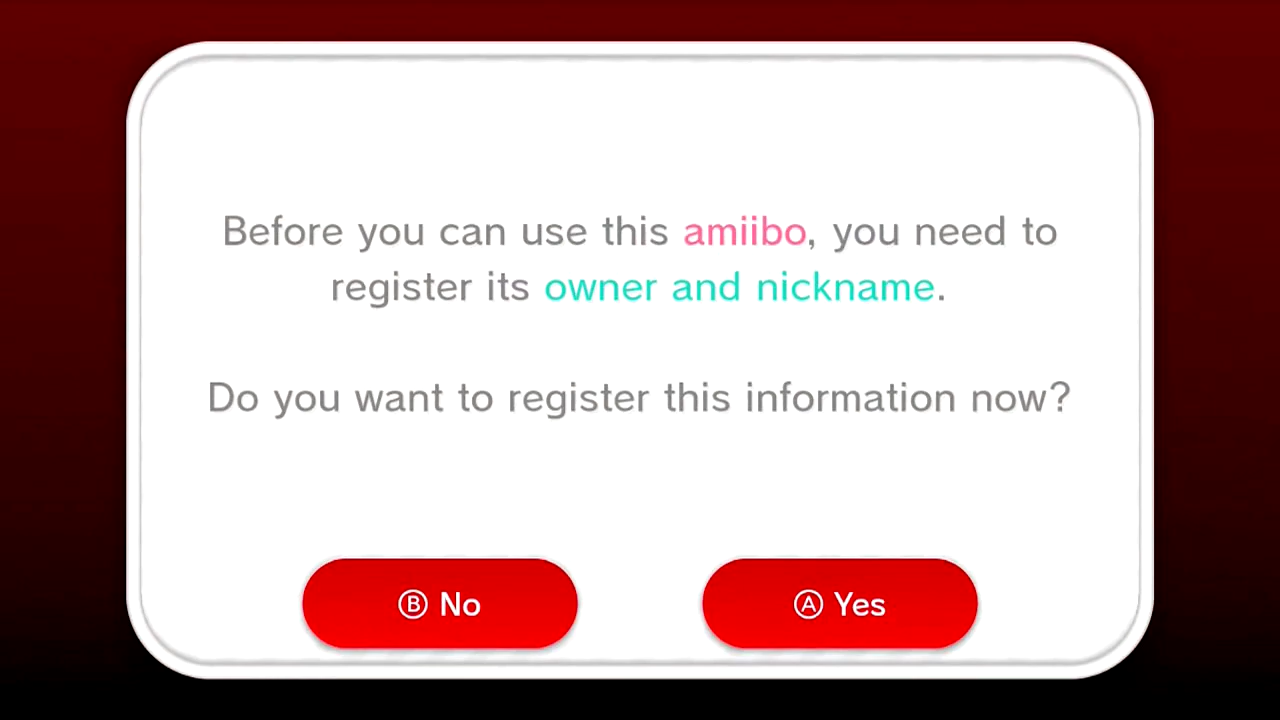 Before you can use this amiibo, you need to
register its owner and nickname.
Do you want to register this information now?
Ⓑ No
Ⓐ Yes